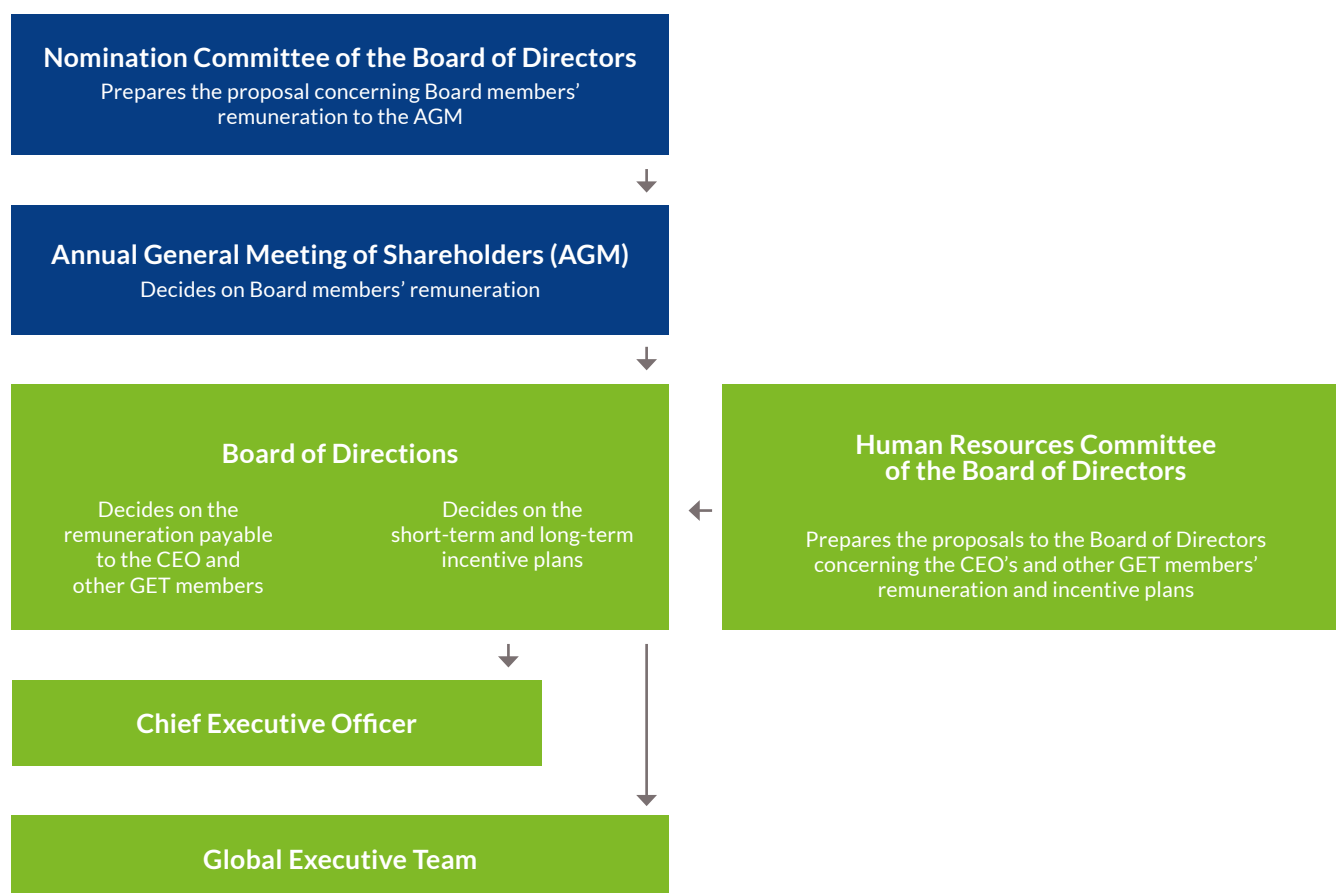 Nomination Committee of the Board of Directors
Prepares the proposal concerning Board members’
remuneration to the AGM
Annual General Meeting of Shareholders (AGM)
Decides on Board members’ remuneration
Board of Directions
Decides on the
remuneration payable
to the CEO and
other GET members
Decides on the
short-term and long-term
incentive plans
Human Resources Committee
of the Board of Directors
Prepares the proposals to the Board of Directors
concerning the CEO’s and other GET members’
remuneration and incentive plans
Chief Executive Officer
Global Executive Team